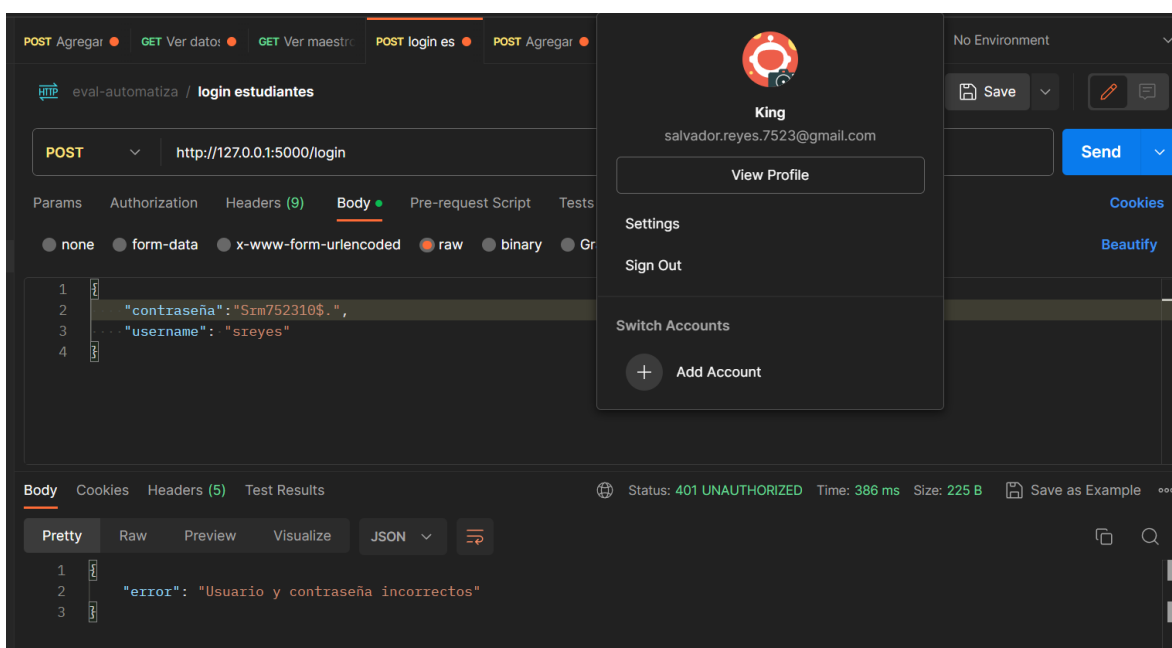 POST Agregar GET Ver dato: GET Ver maestro POST login es POST Agregar No Environment
HTTP eval-automatiza / login estudiantes Save
King
salvador.reyes.7523@gmail.com
POST http://127.0.0.1:5000/login Send
View Profile
Params Authorization Headers (9) Body Pre-request Script Tests Cookies
Settings
none form-data x-www-form-urlencoded raw binary Gr Beautify
Sign Out
1 {
2 "contraseña":"Srm752310$.",
3 "username": "sreyes"
4 }
Switch Accounts
+ Add Account
Body Cookies Headers (5) Test Results Status: 401 UNAUTHORIZED Time: 386 ms Size: 225 B Save as Example
Pretty Raw Preview Visualize JSON
1 {
2 "error": "Usuario y contraseña incorrectos"
3 }